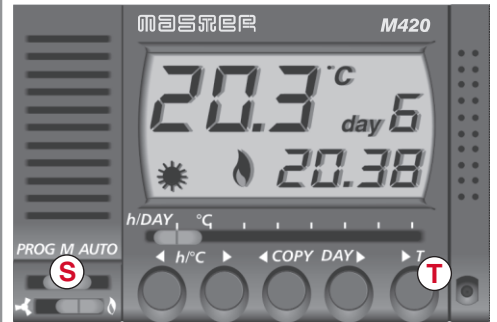 master M420
20.3 °C
day 6
20.38
h/DAY °C
PROG M AUTO
◄ h/°C ► ◄COPY DAY► ► T
S
T